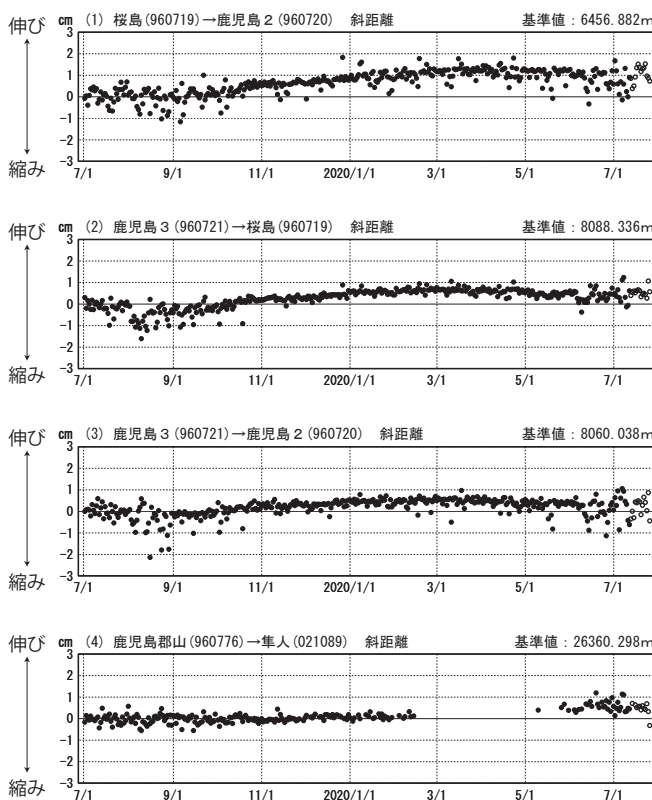 伸び cm (1) 桜島(960719)→鹿児島２(960720) 斜距離 基準値：6456.882m
3
2
1
0
-1
-2
-3
縮み
7/1 9/1 11/1 2020/1/1 3/1 5/1 7/1
伸び cm (2) 鹿児島３(960721)→桜島(960719) 斜距離 基準値：8088.336m
3
2
1
0
-1
-2
-3
縮み
7/1 9/1 11/1 2020/1/1 3/1 5/1 7/1
伸び cm (3) 鹿児島３(960721)→鹿児島２(960720) 斜距離 基準値：8060.038m
3
2
1
0
-1
-2
-3
縮み
7/1 9/1 11/1 2020/1/1 3/1 5/1 7/1
伸び cm (4) 鹿児島郡山(960776)→隼人(021089) 斜距離 基準値：26360.298m
3
2
1
0
-1
-2
-3
縮み
7/1 9/1 11/1 2020/1/1 3/1 5/1 7/1